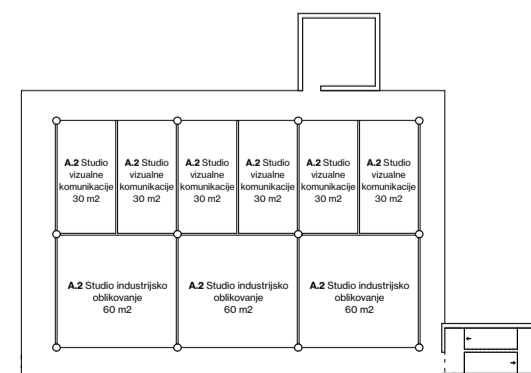 A.2 Studio
vizualne
komunikacije
30 m2
A.2 Studio
vizualne
komunikacije
30 m2
A.2 Studio
vizualne
komunikacije
30 m2
A.2 Studio
vizualne
komunikacije
30 m2
A.2 Studio
vizualne
komunikacije
30 m2
A.2 Studio
vizualne
komunikacije
30 m2
A.2 Studio industrijsko
oblikovanje
60 m2
A.2 Studio industrijsko
oblikovanje
60 m2
A.2 Studio industrijsko
oblikovanje
60 m2